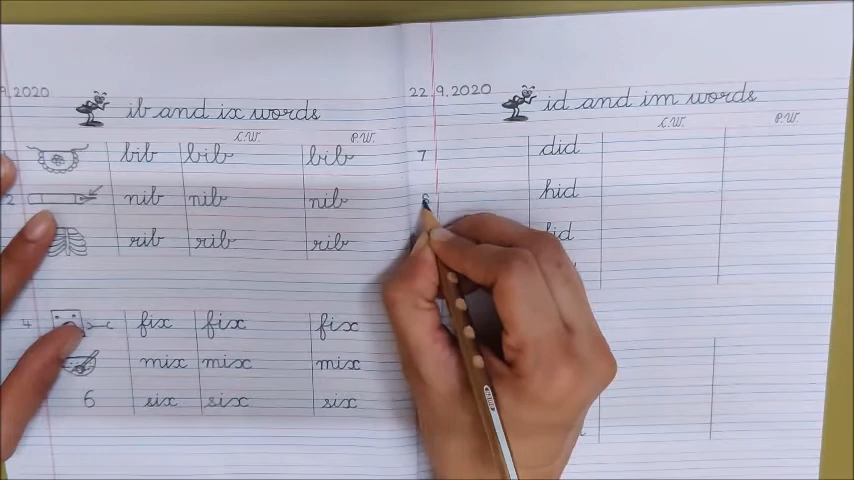 9.2020
ib and ix words
C.W. P.W.
bib bib bib
2 nib nib nib
rib rib rib
4 fix fix fix
mix mix mix
6 six six six
22.9.2020
id and im words
C.W. P.W.
7 did
8 hid